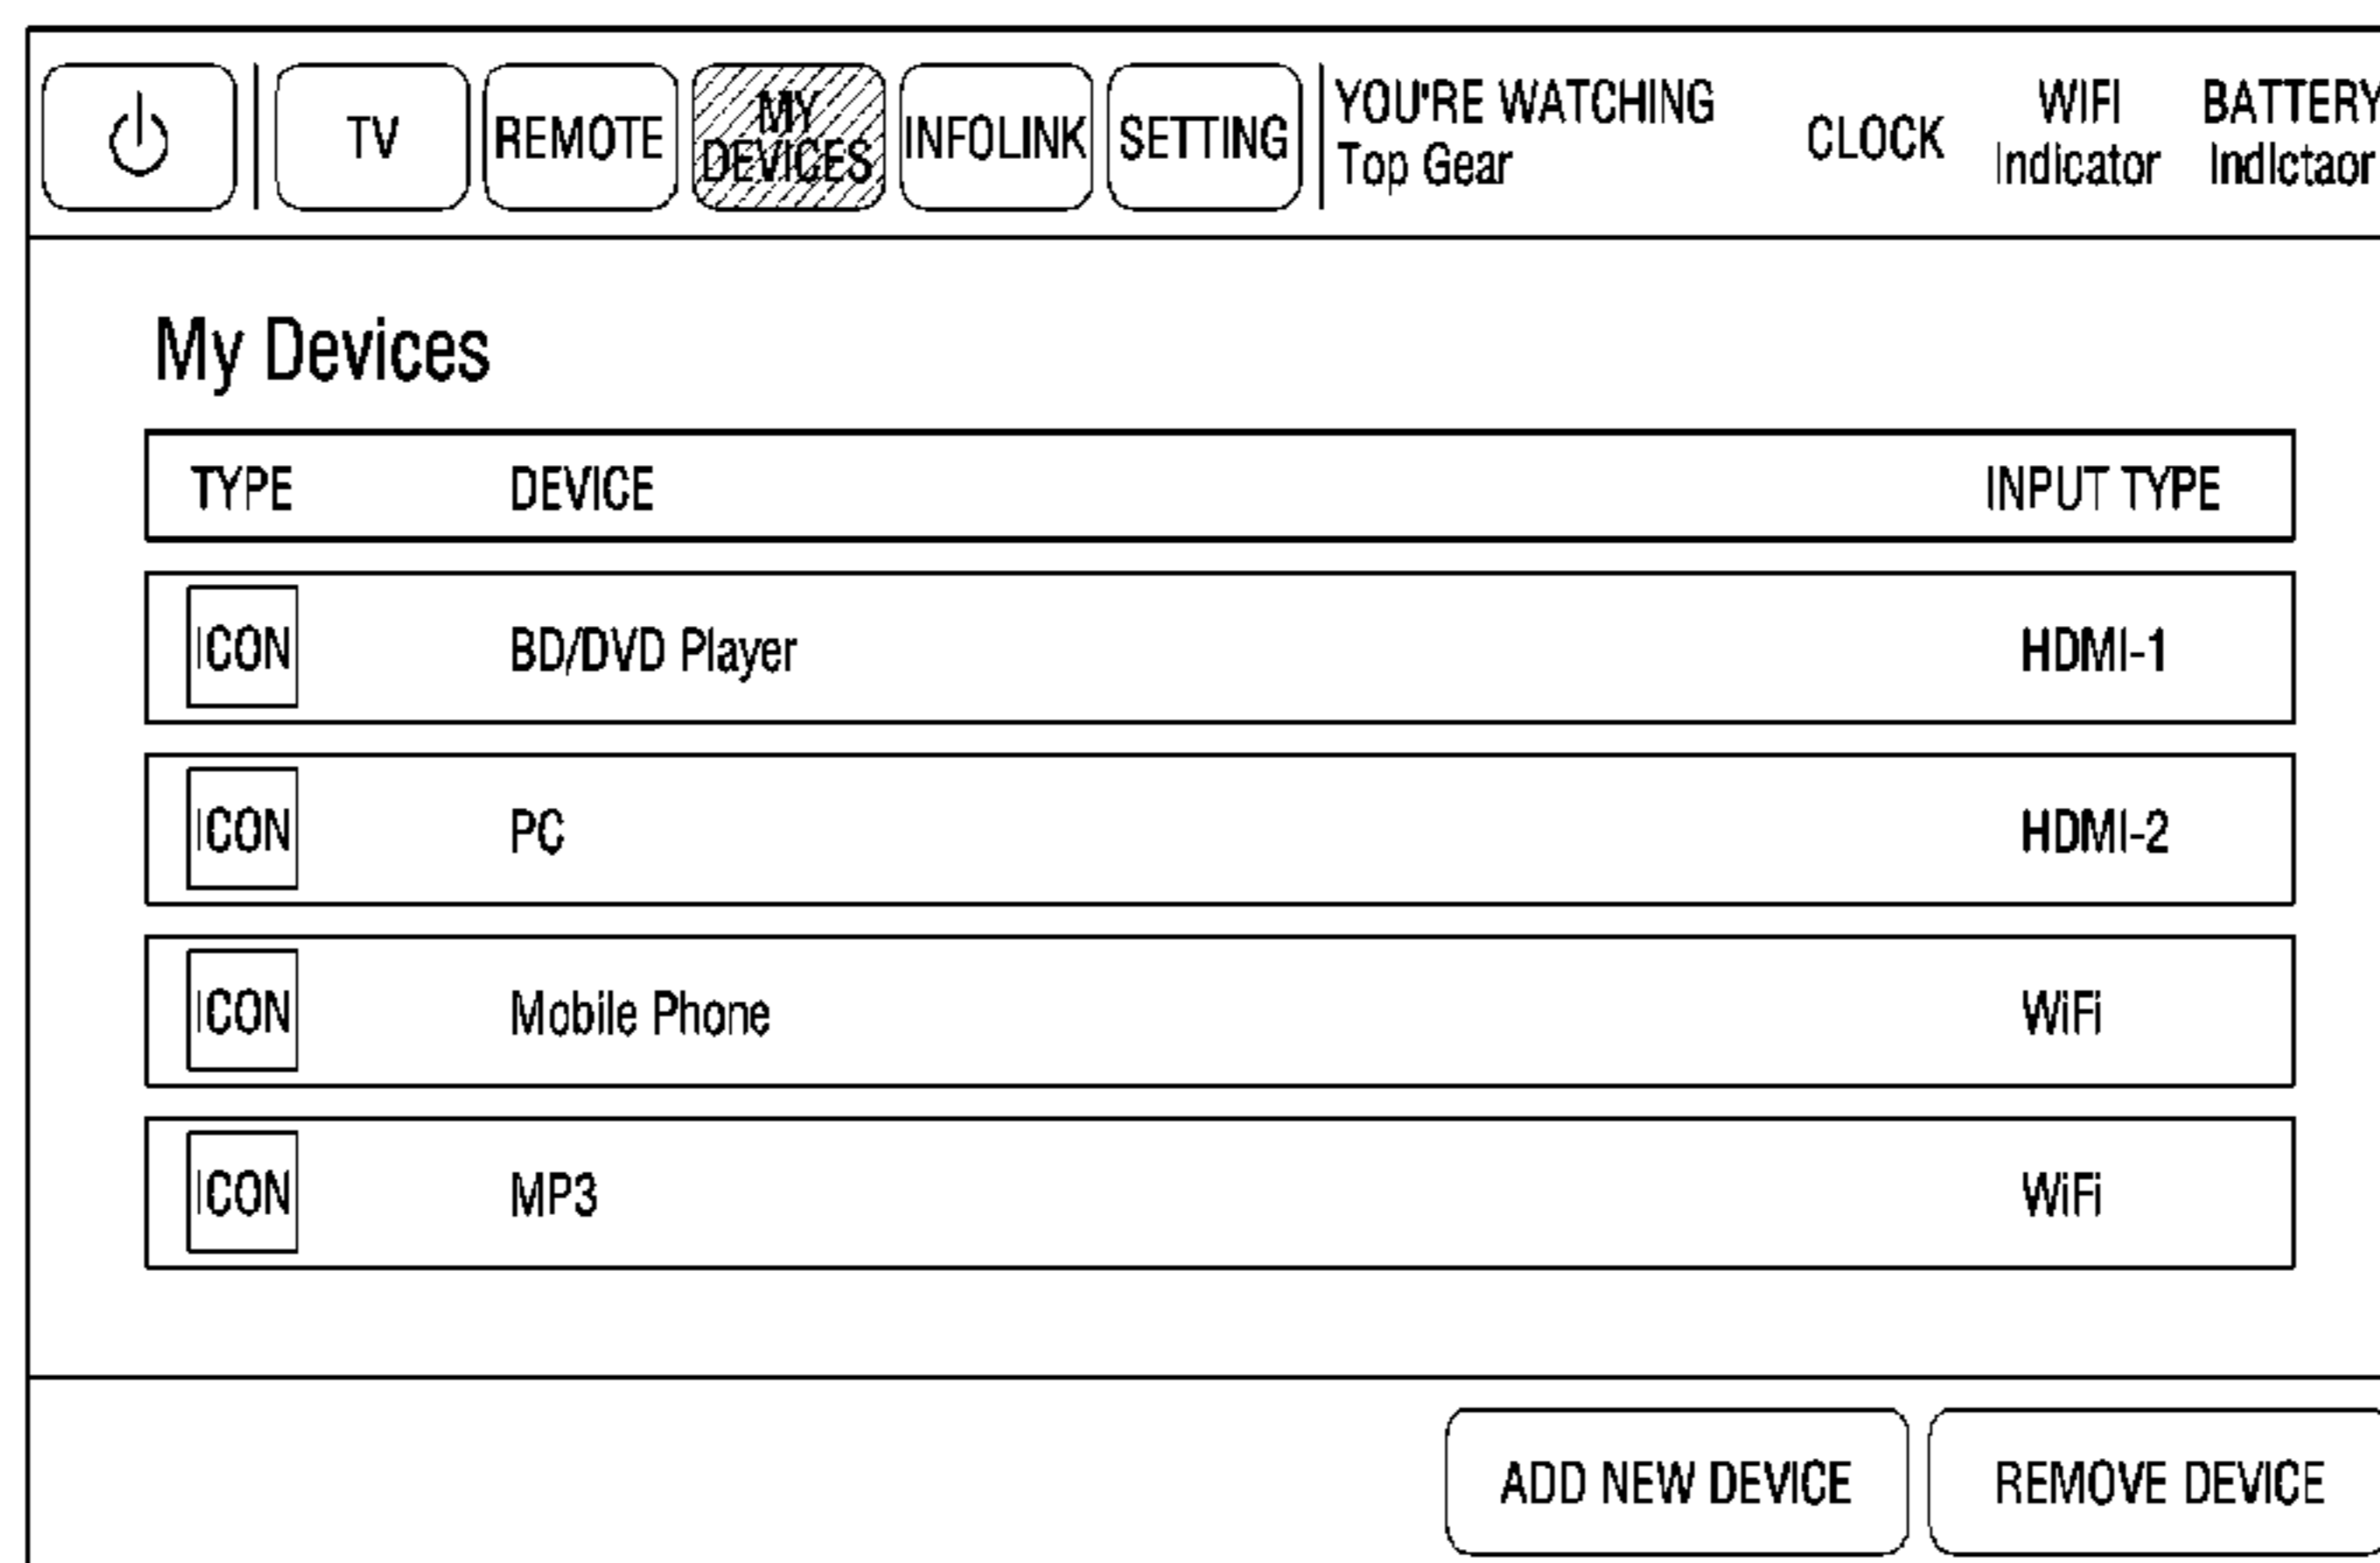 TV REMOTE MY DEVICES INFOLINK SETTING YOU'RE WATCHING Top Gear CLOCK WIFI Indicator BATTERY Indictaor
My Devices
TYPE DEVICE INPUT TYPE
ICON BD/DVD Player HDMI-1
ICON PC HDMI-2
ICON Mobile Phone WiFi
ICON MP3 WiFi
ADD NEW DEVICE REMOVE DEVICE